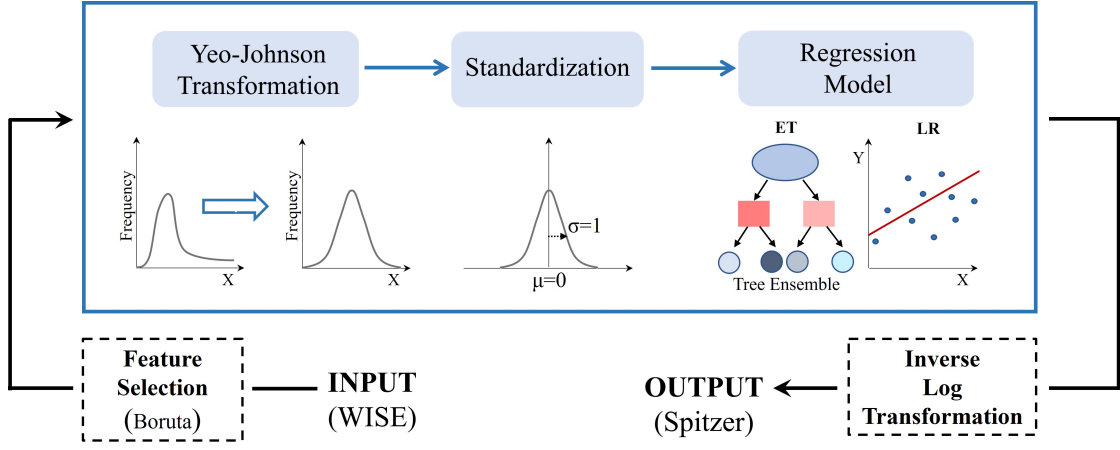 Yeo-Johnson
Transformation
Standardization
Regression
Model
Frequency
X
Frequency
X
σ=1
μ=0
ET
Tree Ensemble
LR
Y
X
Feature
Selection
(Boruta)
INPUT
(WISE)
OUTPUT
(Spitzer)
Inverse
Log
Transformation